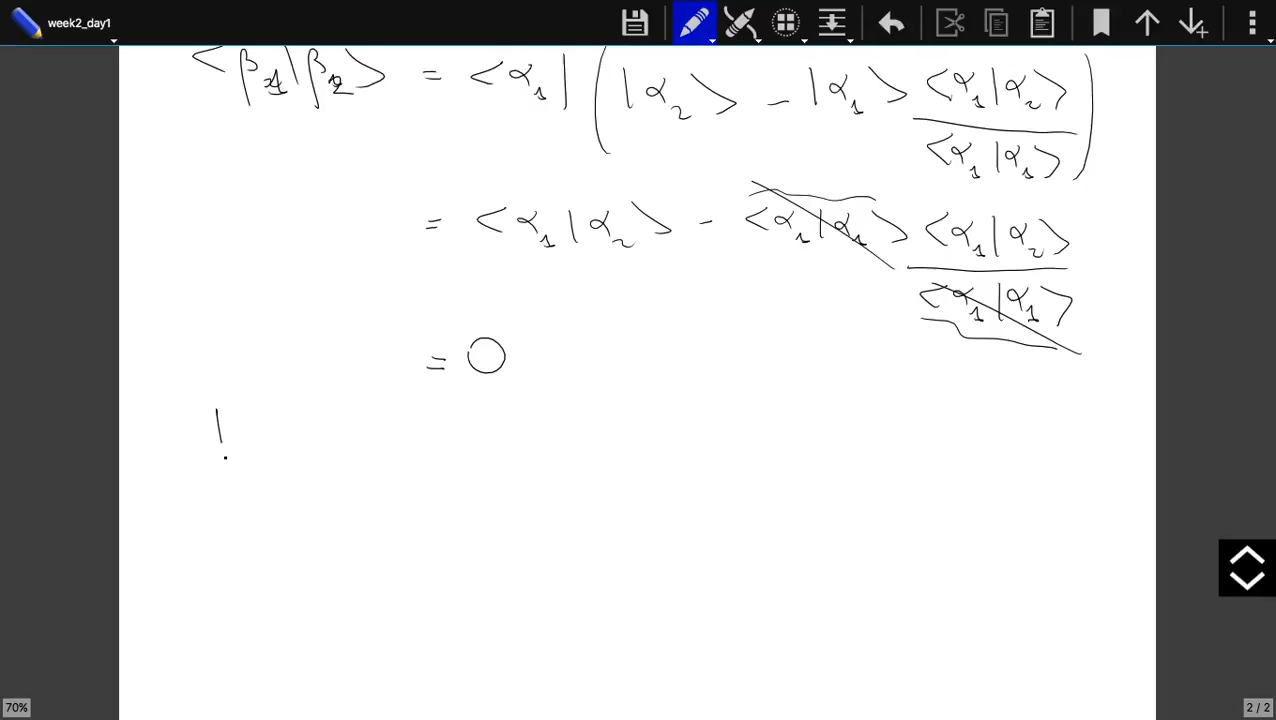 week2_day1
<β₁|β₂> = <α₁| ( |α₂> - |α₁> <α₁|α₂> / <α₁|α₁> )
= <α₁|α₂> - <α₁|α₁> <α₁|α₂> / <α₁|α₁>
= 0
!
70%
2 / 2